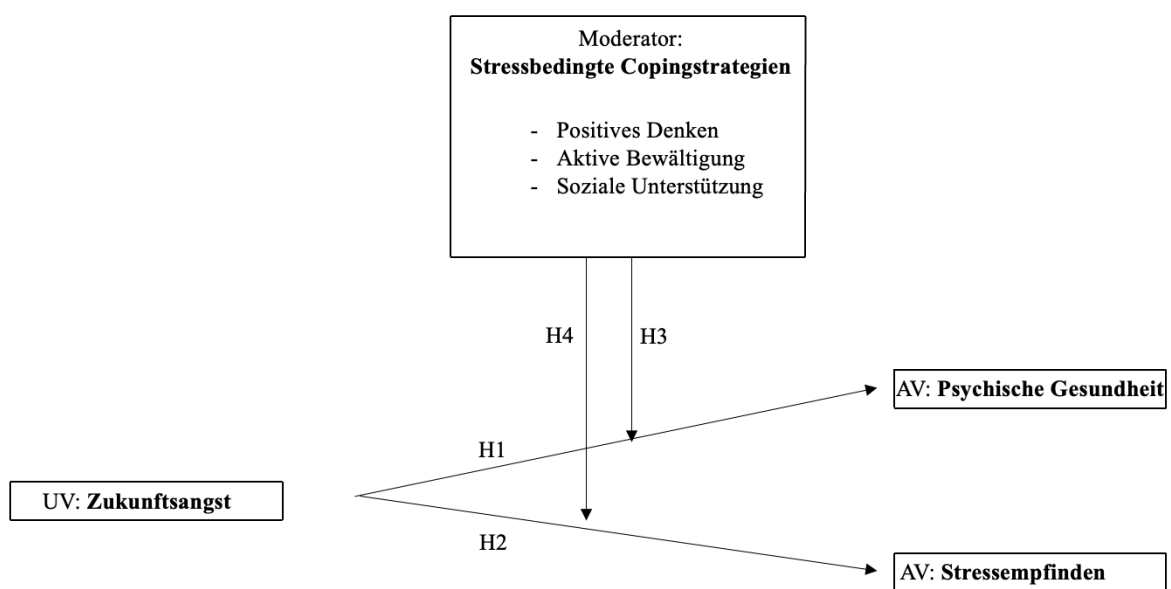 Moderator:
Stressbedingte Copingstrategien
- Positives Denken
- Aktive Bewältigung
- Soziale Unterstützung
H4
H3
AV: Psychische Gesundheit
H1
UV: Zukunftsangst
H2
AV: Stressempfinden